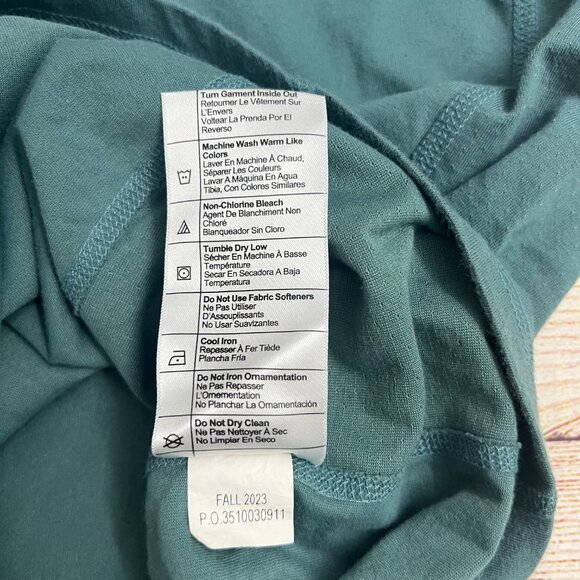 Turn Garment Inside Out
Retourner Le Vêtement Sur
L'Envers
Voltear La Prenda Por El
Reverso
Machine Wash Warm Like
Colors
Laver En Machine À Chaud,
Séparer Les Couleurs
Lavar A Máquina En Agua
Tibia, Con Colores Similares
Non-Chlorine Bleach
Agent De Blanchiment Non
Chloré
Blanqueador Sin Cloro
Tumble Dry Low
Sécher En Machine À Basse
Température
Secar En Secadora A Baja
Temperatura
Do Not Use Fabric Softeners
Ne Pas Utiliser
D'Assouplissants
No Usar Suavizantes
Cool Iron
Repasser À Fer Tiède
Plancha Fría
Do Not Iron Ornamentation
Ne Pas Repasser
L'Ornementation
No Planchar La Ornamentación
Do Not Dry Clean
Ne Pas Nettoyer À Sec
No Limpiar En Seco
FALL 2023
P.O.3510030911